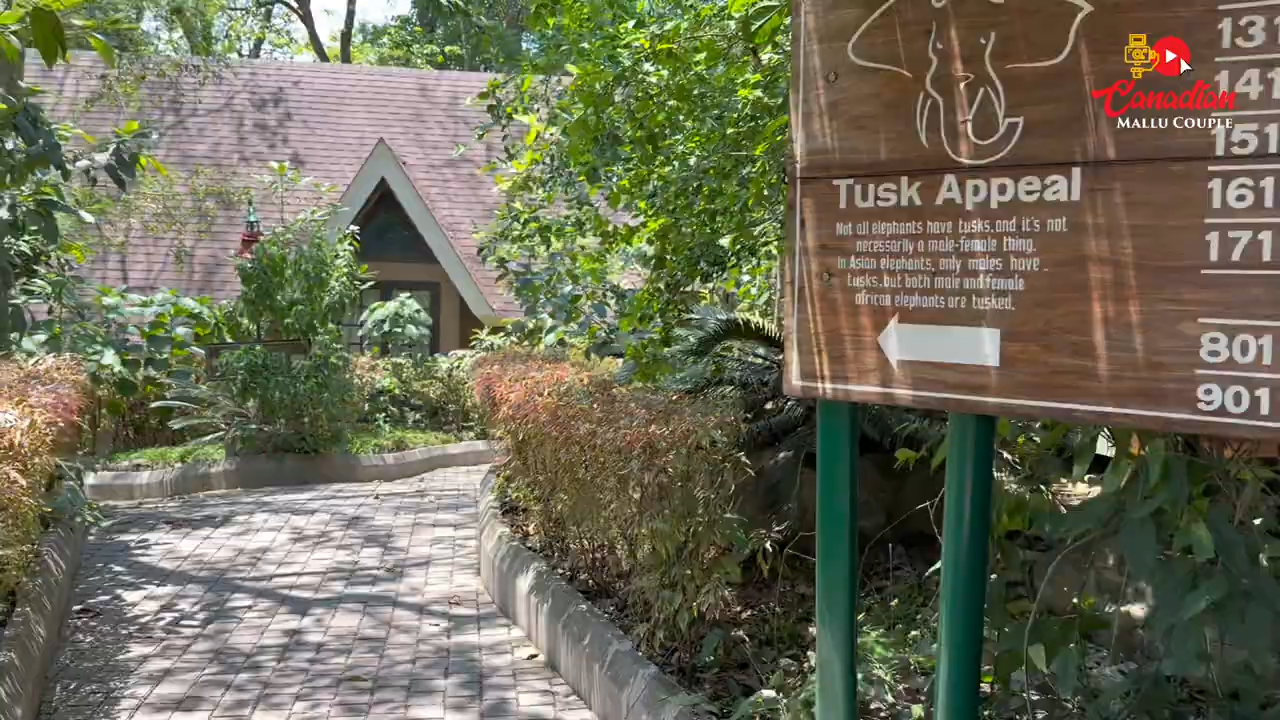 Canadian
MALLU COUPLE
Tusk Appeal
Not all elephants have tusks, and it's not
necessarily a male-female thing.
In Asian elephants, only males have
tusks, but both male and female
african elephants are tusked.
131
141
151
161
171
801
901